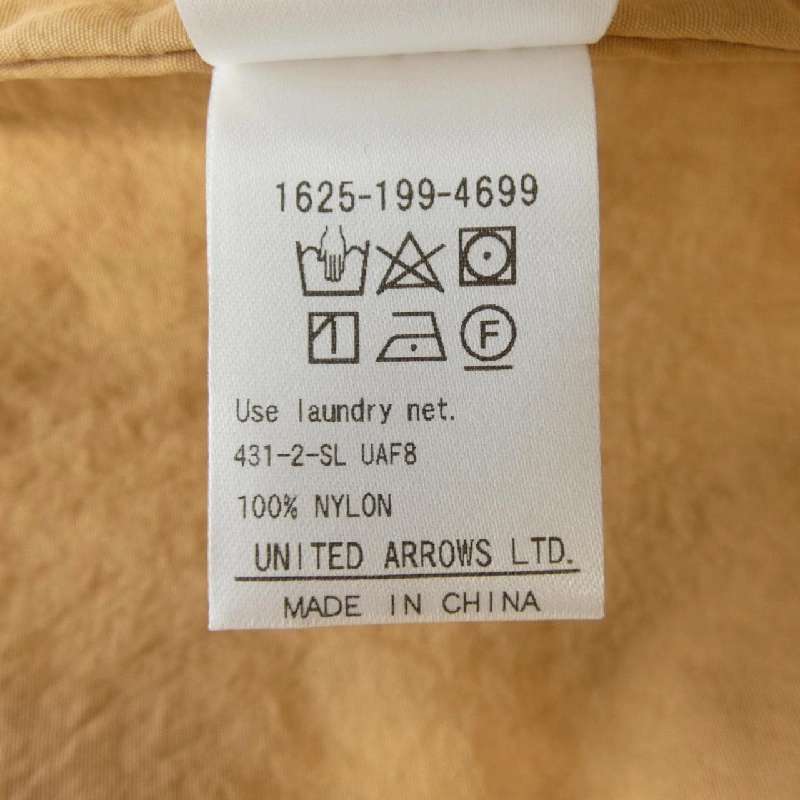 1625-199-4699
F
Use laundry net.
431-2-SL UAF8
100% NYLON
UNITED ARROWS LTD.
MADE IN CHINA